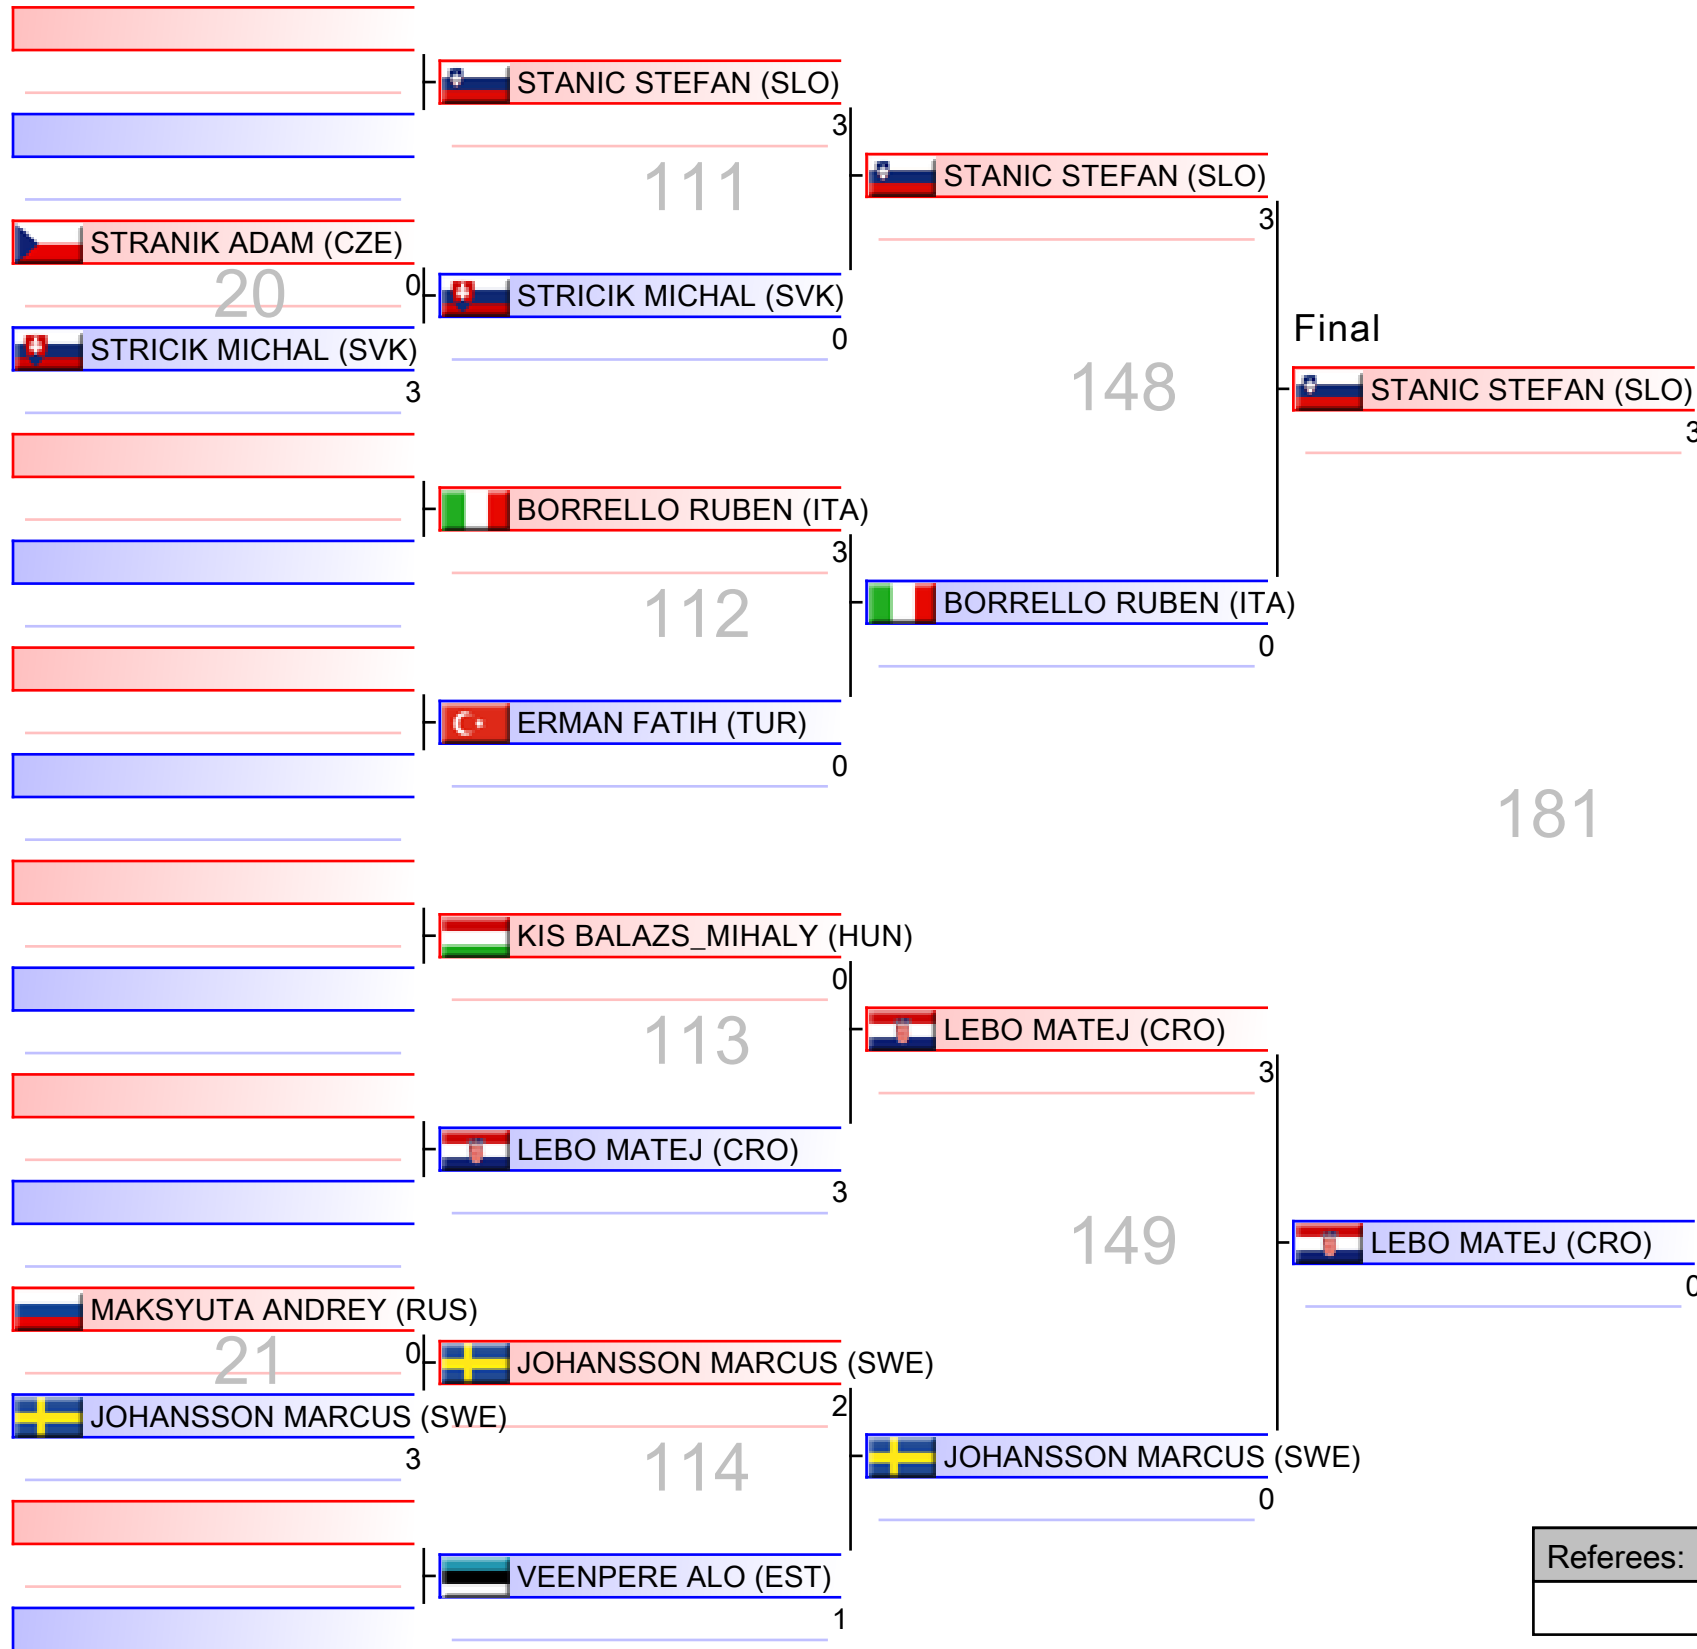 STANIC STEFAN (SLO)
3
111
STANIC STEFAN (SLO)
3
STRANIK ADAM (CZE)
0
20
STRICIK MICHAL (SVK)
0
STRICIK MICHAL (SVK)
3
148
Final
STANIC STEFAN (SLO)
3
BORRELLO RUBEN (ITA)
3
112
BORRELLO RUBEN (ITA)
0
ERMAN FATIH (TUR)
0
181
KIS BALAZS_MIHALY (HUN)
0
113
LEBO MATEJ (CRO)
3
LEBO MATEJ (CRO)
3
149
LEBO MATEJ (CRO)
0
MAKSYUTA ANDREY (RUS)
0
21
JOHANSSON MARCUS (SWE)
2
JOHANSSON MARCUS (SWE)
3
114
JOHANSSON MARCUS (SWE)
0
VEENPERE ALO (EST)
1
Referees: